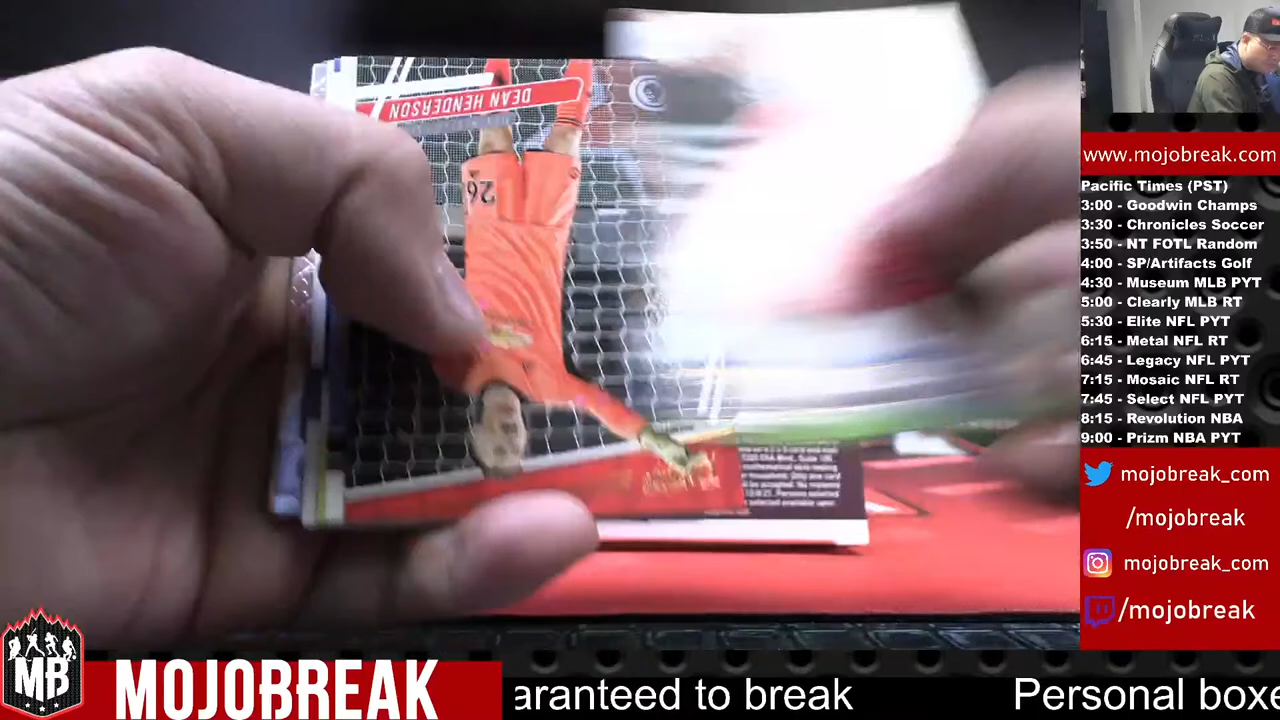 DEAN HENDERSON
26
www.mojobreak.com
Pacific Times (PST)
3:00 - Goodwin Champs
3:30 - Chronicles Soccer
3:50 - NT FOTL Random
4:00 - SP/Artifacts Golf
4:30 - Museum MLB PYT
5:00 - Clearly MLB RT
5:30 - Elite NFL PYT
6:15 - Metal NFL RT
6:45 - Legacy NFL PYT
7:15 - Mosaic NFL RT
7:45 - Select NFL PYT
8:15 - Revolution NBA
9:00 - Prizm NBA PYT
mojobreak_com
/mojobreak
mojobreak_com
/mojobreak
MB
MOJOBREAK
aranteed to break
Personal boxe